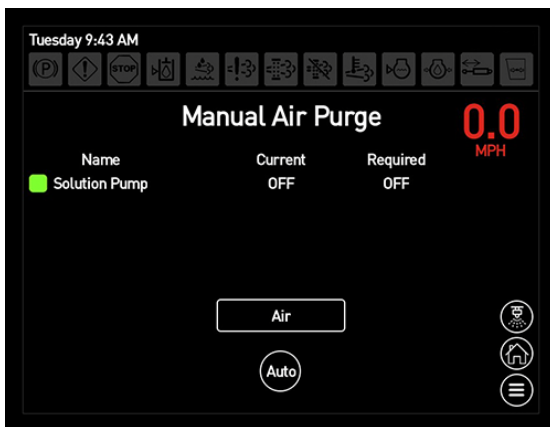 Tuesday 9:43 AM
(P) STOP
Manual Air Purge
0.0
MPH
Name Current Required
Solution Pump OFF OFF
Air
Auto